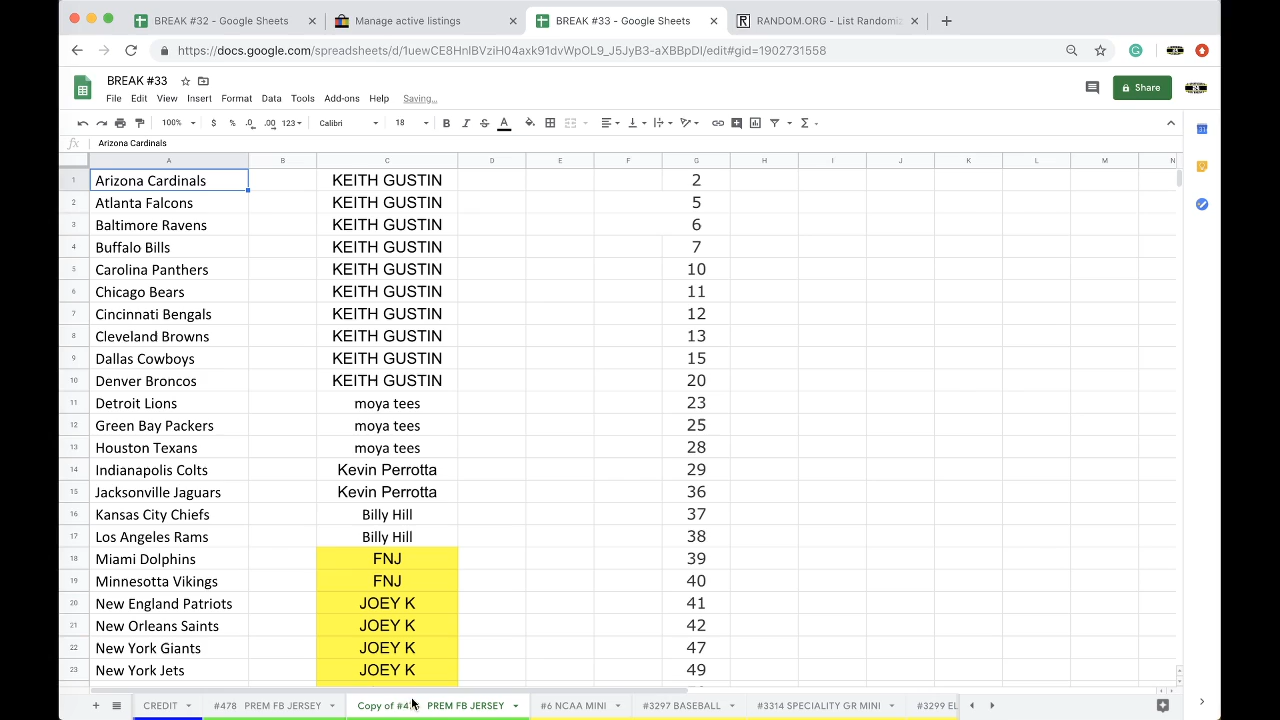 BREAK #32 - Google Sheets
Manage active listings
BREAK #33 - Google Sheets
RANDOM.ORG - List Randomiz
https://docs.google.com/spreadsheets/d/1uewCE8HnIBVziH04axk91dvWpOL9_J5JyB3-aXBBpDI/edit#gid=1902731558
BREAK #33
File Edit View Insert Format Data Tools Add-ons Help Saving...
Share
100% $ % .0 .00 123 Calibri 18 B I S A
fx Arizona Cardinals
A B C D E F G H I J K L M N
1 Arizona Cardinals KEITH GUSTIN 2
2 Atlanta Falcons KEITH GUSTIN 5
3 Baltimore Ravens KEITH GUSTIN 6
4 Buffalo Bills KEITH GUSTIN 7
5 Carolina Panthers KEITH GUSTIN 10
6 Chicago Bears KEITH GUSTIN 11
7 Cincinnati Bengals KEITH GUSTIN 12
8 Cleveland Browns KEITH GUSTIN 13
9 Dallas Cowboys KEITH GUSTIN 15
10 Denver Broncos KEITH GUSTIN 20
11 Detroit Lions moya tees 23
12 Green Bay Packers moya tees 25
13 Houston Texans moya tees 28
14 Indianapolis Colts Kevin Perrotta 29
15 Jacksonville Jaguars Kevin Perrotta 36
16 Kansas City Chiefs Billy Hill 37
17 Los Angeles Rams Billy Hill 38
18 Miami Dolphins FNJ 39
19 Minnesotta Vikings FNJ 40
20 New England Patriots JOEY K 41
21 New Orleans Saints JOEY K 42
22 New York Giants JOEY K 47
23 New York Jets JOEY K 49
CREDIT #478 PREM FB JERSEY Copy of PREM FB JERSEY #6 NCAA MINI #3297 BASEBALL #3314 SPECIALITY GR MINI #3299 EL